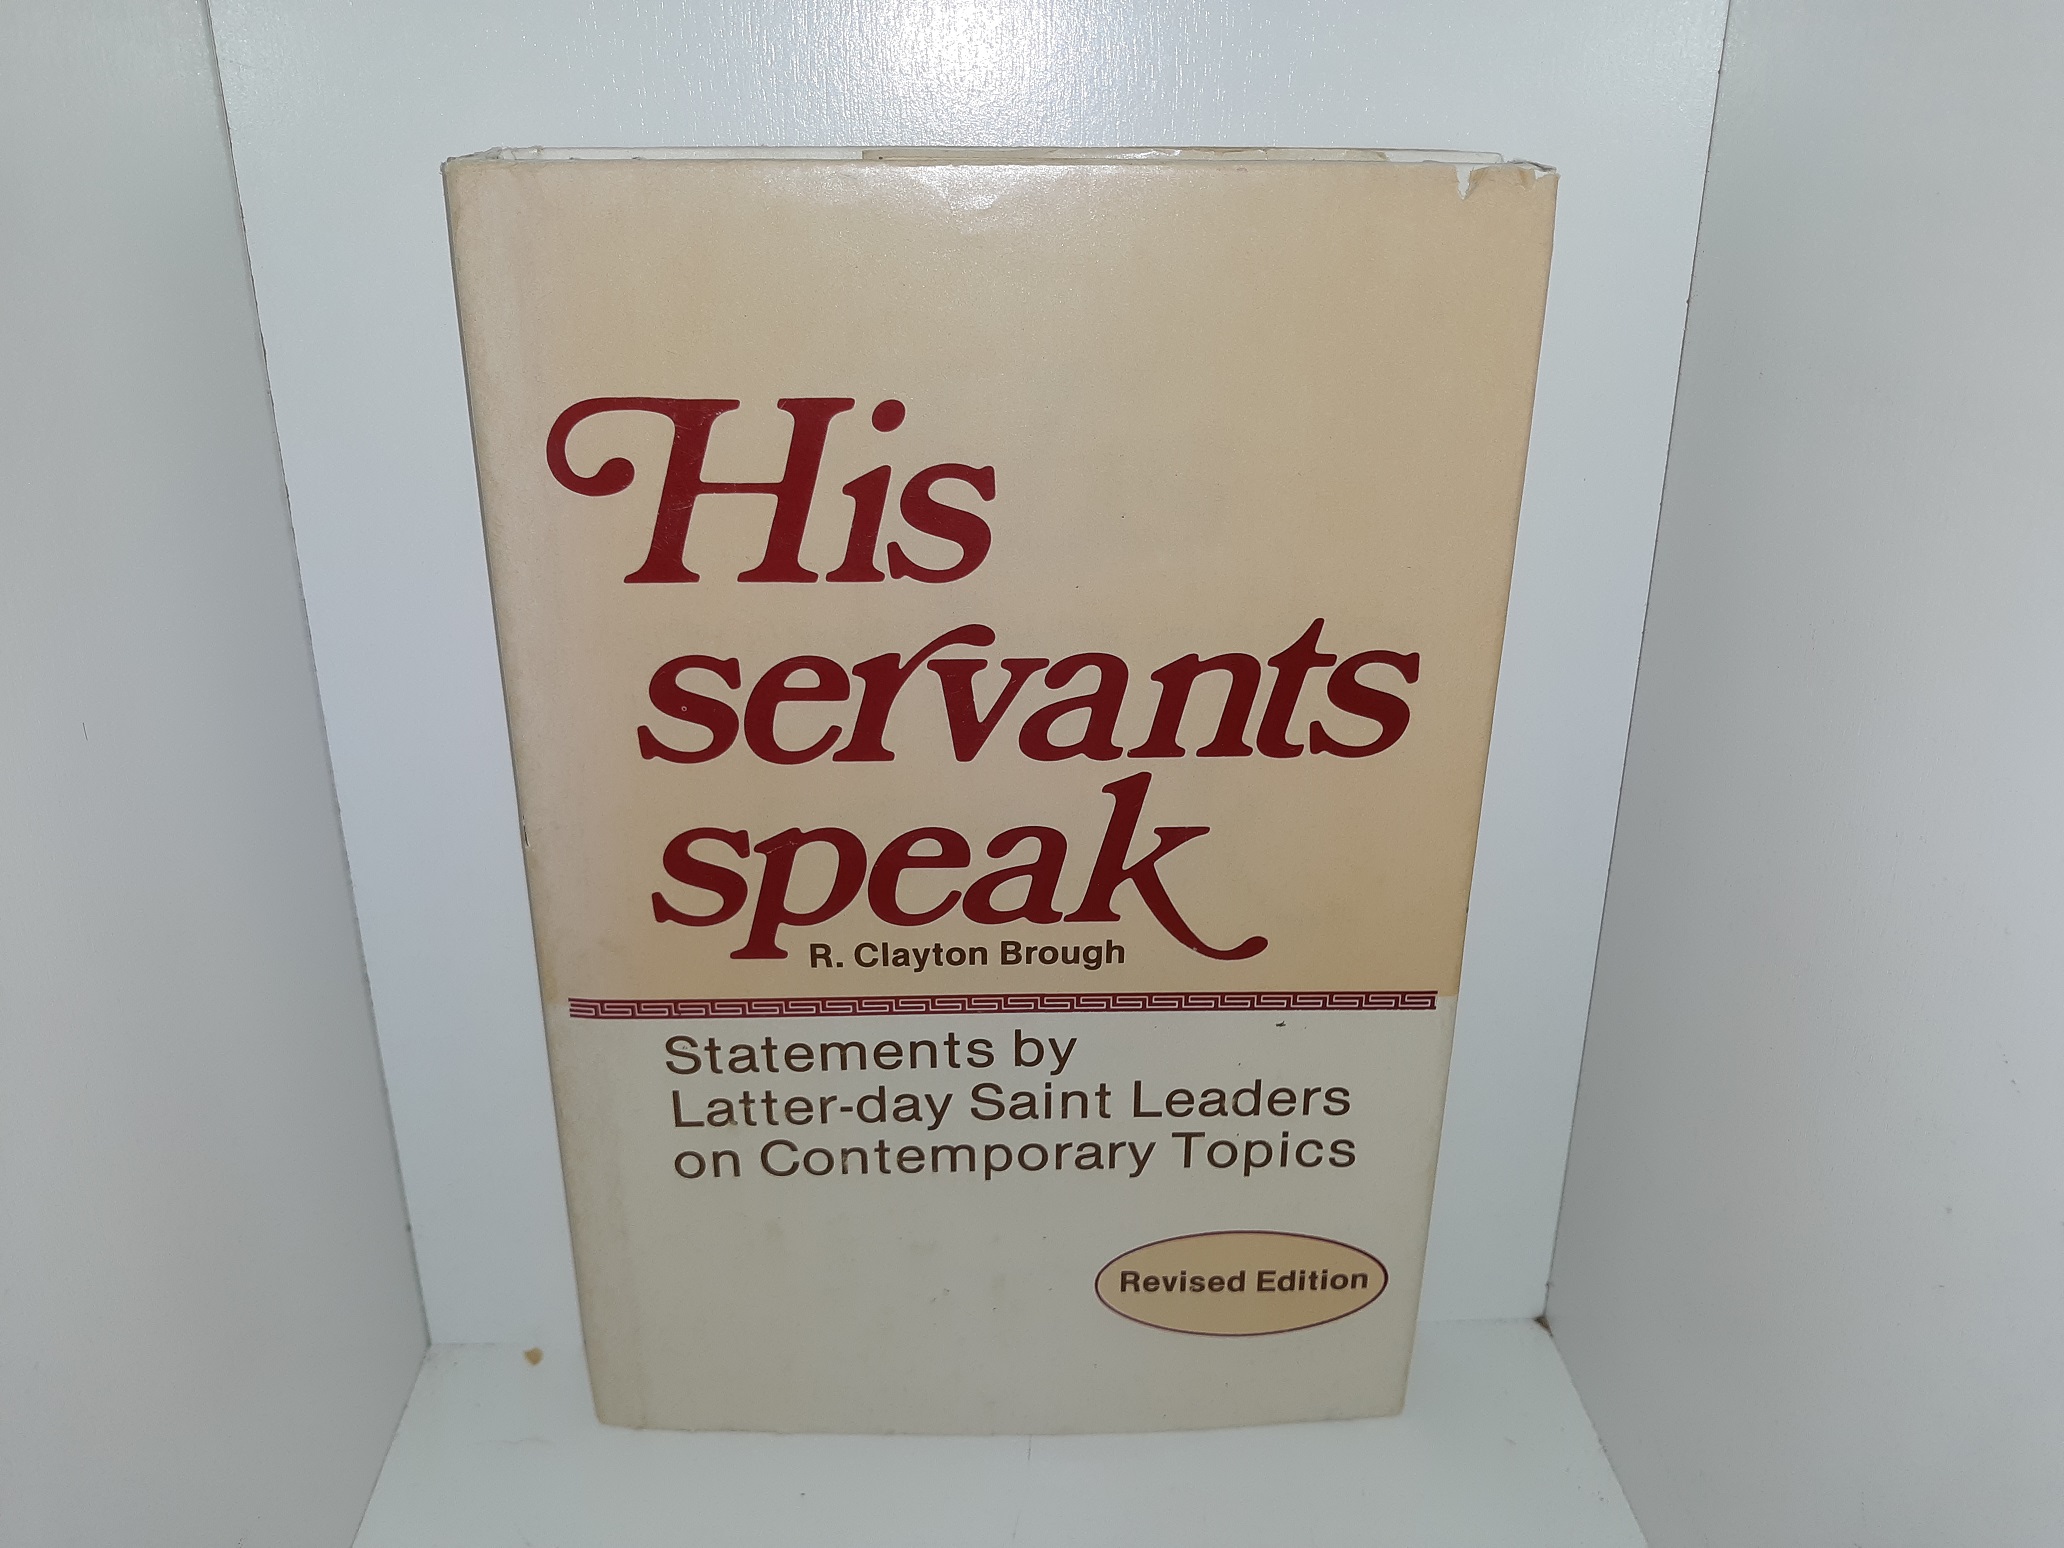 His
servants
speak
R. Clayton Brough
Statements by
Latter-day Saint Leaders
on Contemporary Topics
Revised Edition